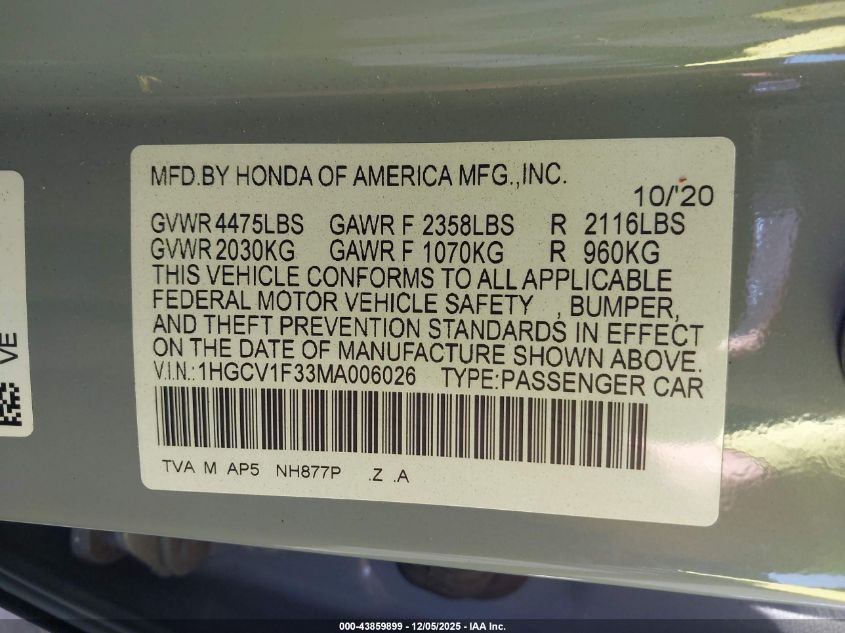 VE
MFD.BY HONDA OF AMERICA MFG.,INC.
10/'20
GVWR 4475LBS GAWR F 2358LBS R 2116LBS
GVWR 2030KG GAWR F 1070KG R 960KG
THIS VEHICLE CONFORMS TO ALL APPLICABLE
FEDERAL MOTOR VEHICLE SAFETY , BUMPER,
AND THEFT PREVENTION STANDARDS IN EFFECT
ON THE DATE OF MANUFACTURE SHOWN ABOVE.
V.I.N.:1HGCV1F33MA006026 TYPE:PASSENGER CAR
TVA M AP5 NH877P .Z .A
000-43859899 - 12/05/2025 - IAA Inc.